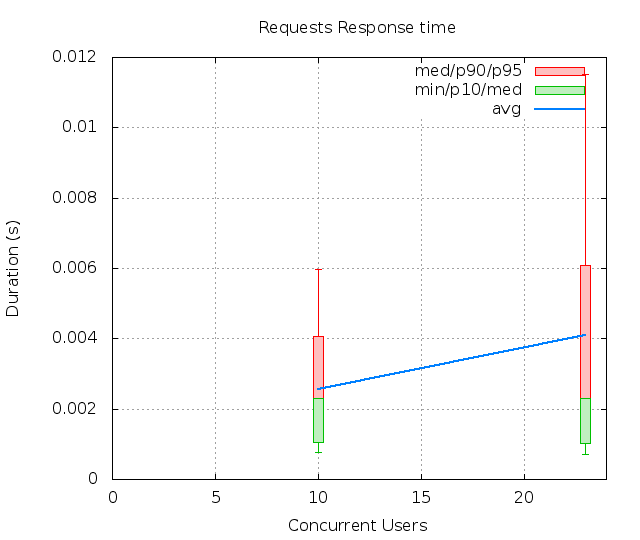 Requests Response time
0.012
0.01
0.008
0.006
0.004
0.002
0
med/p90/p95
min/p10/med
avg
Duration (s)
0 5 10 15 20
Concurrent Users